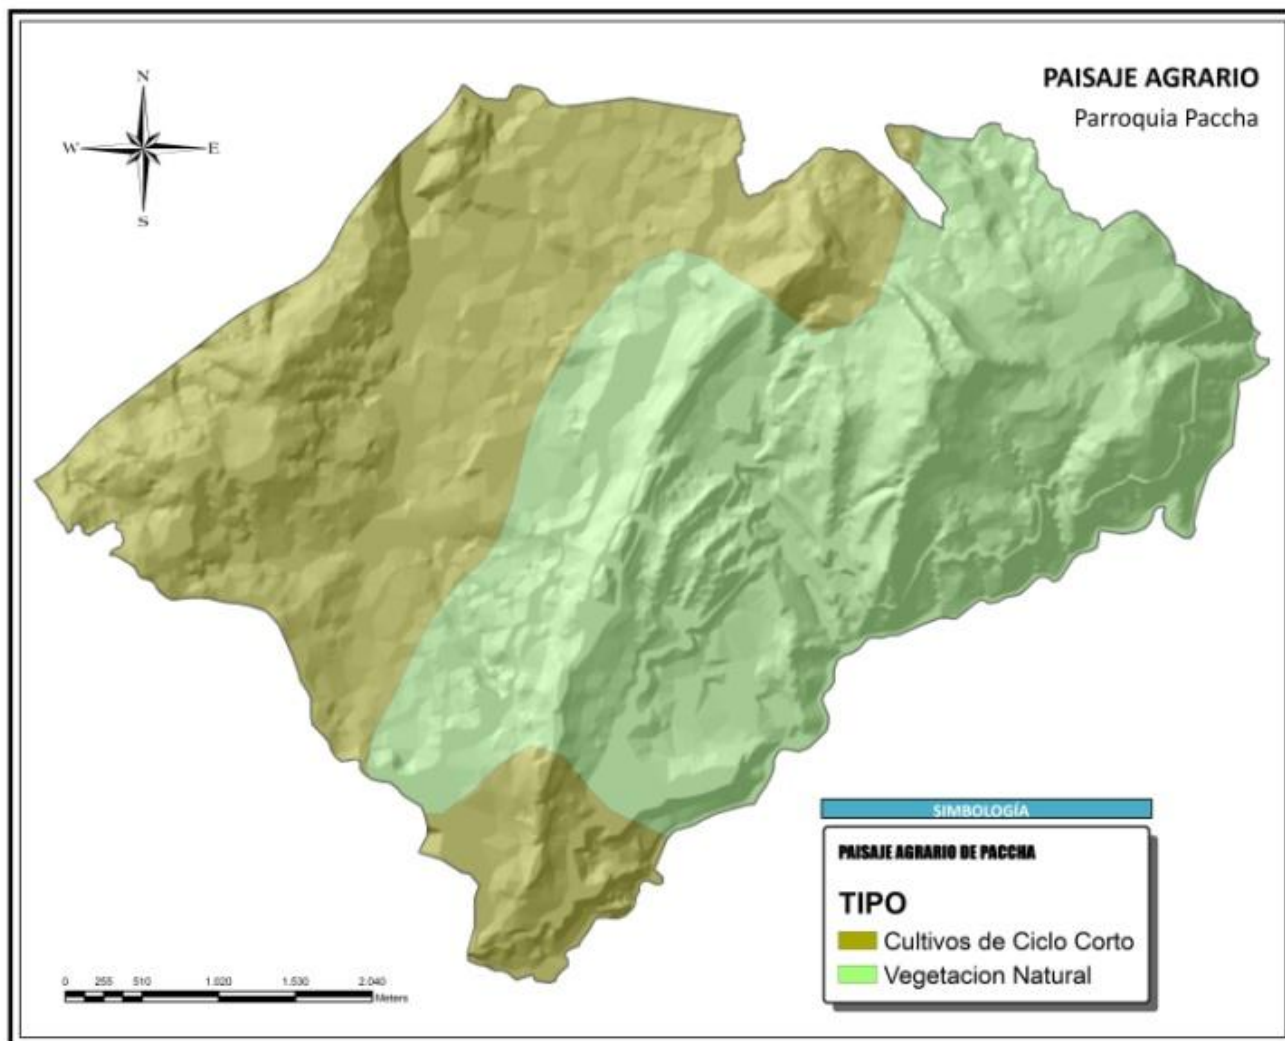 PAISAJE AGRARIO
Parroquia Paccha
N
W E
S
SIMBOLOGÍA
PAISAJE AGRARIO DE PACCHA
TIPO
Cultivos de Ciclo Corto
Vegetacion Natural
0 255 510 1.020 1.530 2.040
Meters